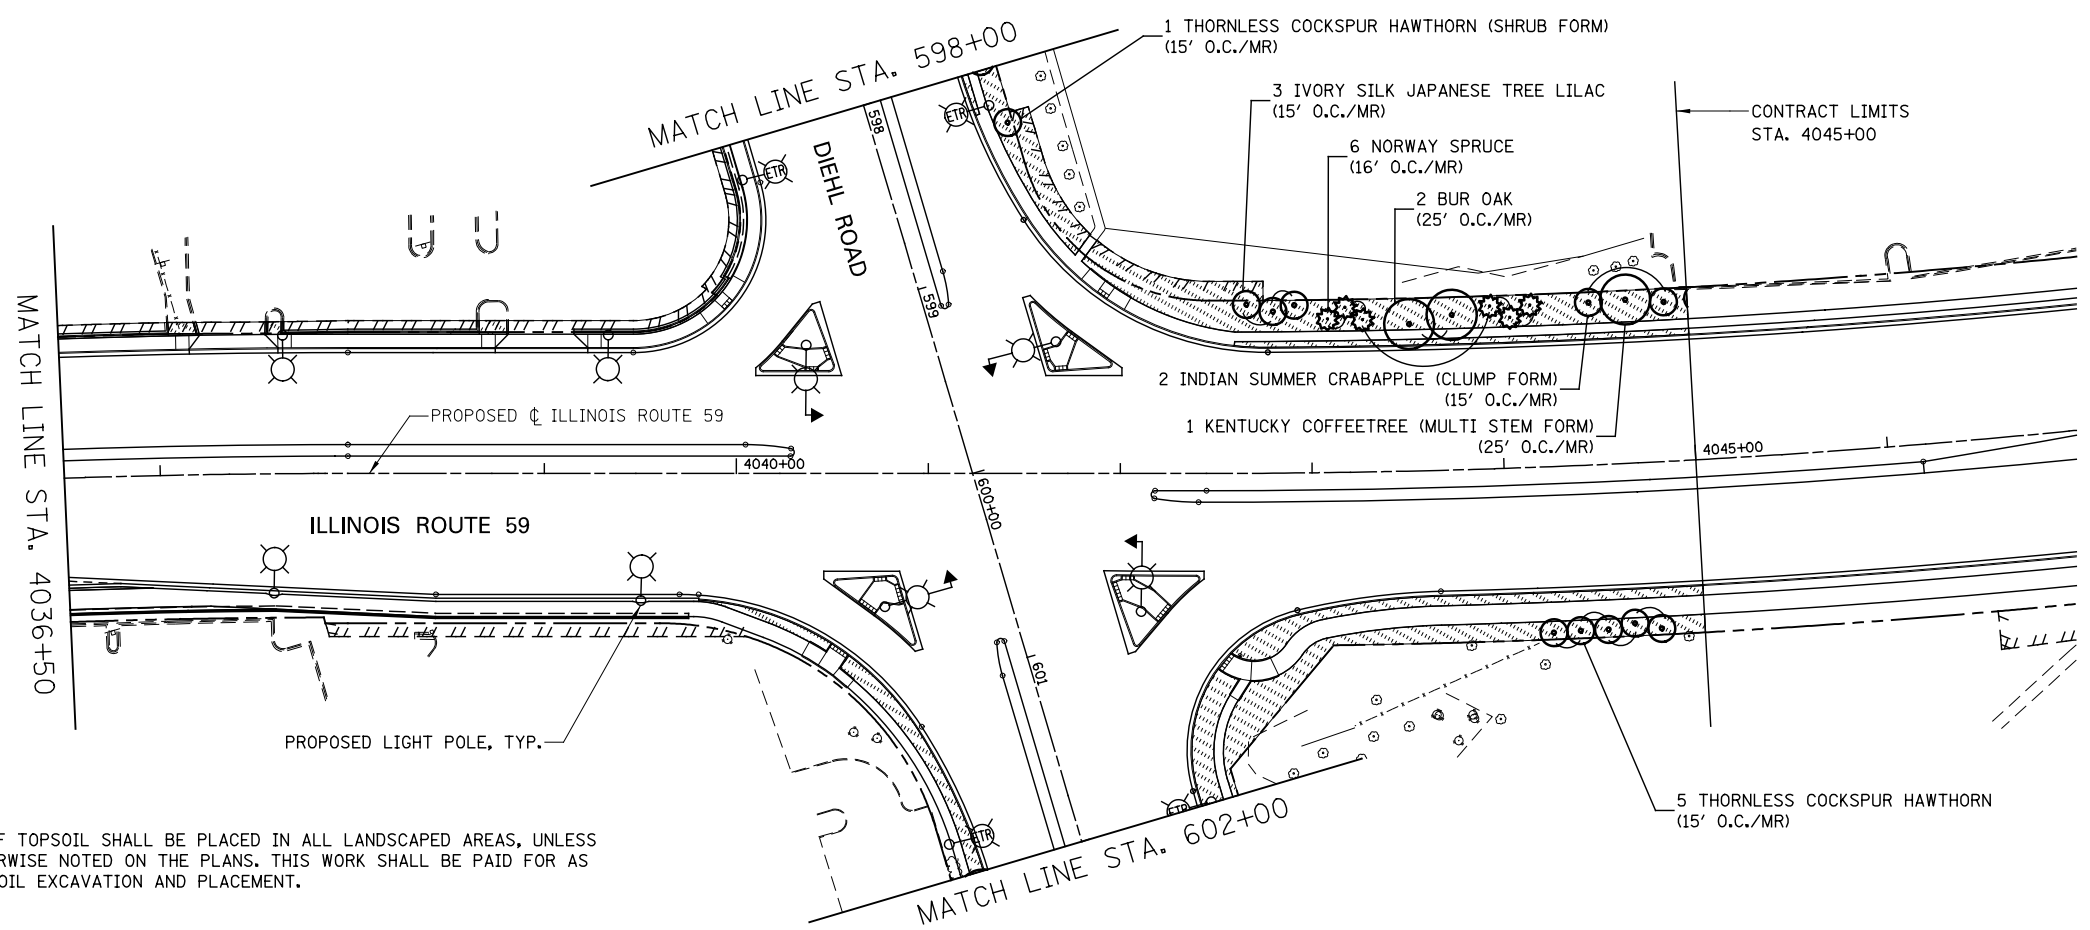 1 THORNLESS COCKSPUR HAWTHORN (SHRUB FORM)
(15' O.C./MR)
MATCH LINE STA. 598+00
3 IVORY SILK JAPANESE TREE LILAC
(15' O.C./MR)
CONTRACT LIMITS
STA. 4045+00
6 NORWAY SPRUCE
(16' O.C./MR)
2 BUR OAK
(25' O.C./MR)
ETR
ETR
598
DIEHL ROAD
599
MATCH LINE STA. 4036+50
2 INDIAN SUMMER CRABAPPLE (CLUMP FORM)
(15' O.C./MR)
PROPOSED ℄ ILLINOIS ROUTE 59
1 KENTUCKY COFFEETREE (MULTI STEM FORM)
(25' O.C./MR)
4040+00
4045+00
600+00
ILLINOIS ROUTE 59
601
PROPOSED LIGHT POLE, TYP.
ETR
ETR
MATCH LINE STA. 602+00
5 THORNLESS COCKSPUR HAWTHORN
(15' O.C./MR)
F TOPSOIL SHALL BE PLACED IN ALL LANDSCAPED AREAS, UNLESS
RWISE NOTED ON THE PLANS. THIS WORK SHALL BE PAID FOR AS
OIL EXCAVATION AND PLACEMENT.